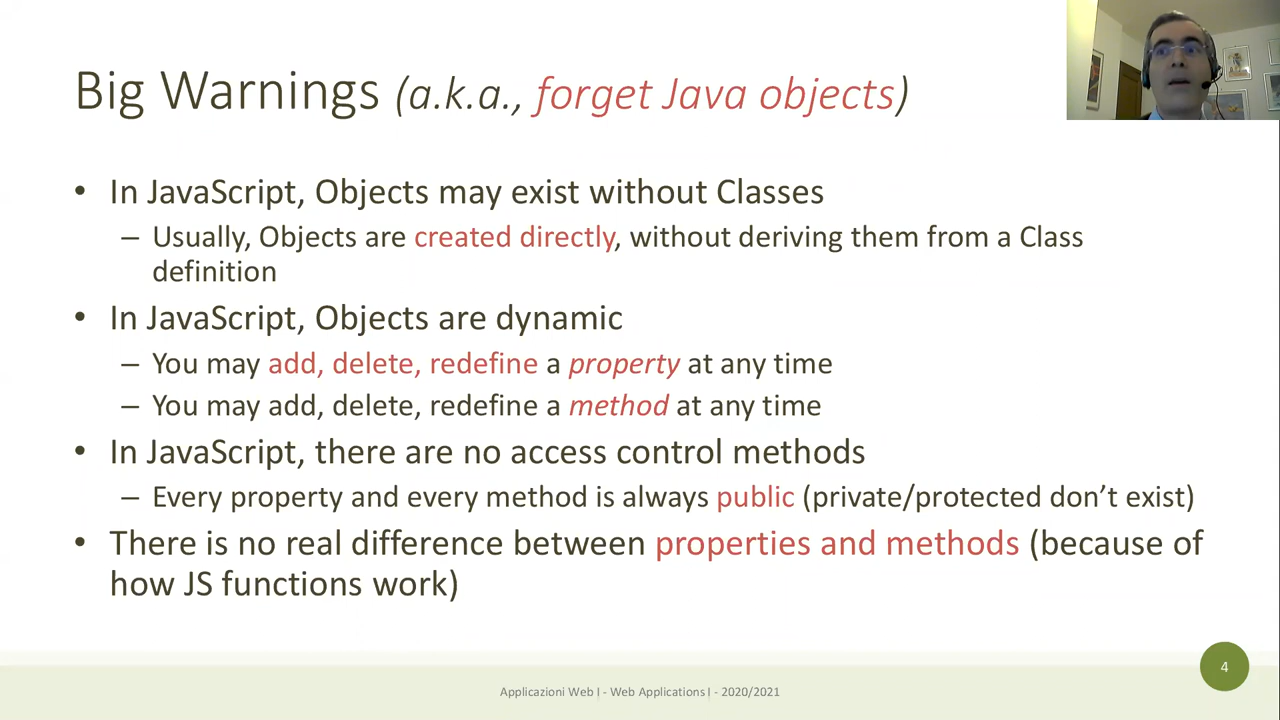 Big Warnings (a.k.a., forget Java objects)
• In JavaScript, Objects may exist without Classes
– Usually, Objects are created directly, without deriving them from a Class
definition
• In JavaScript, Objects are dynamic
– You may add, delete, redefine a property at any time
– You may add, delete, redefine a method at any time
• In JavaScript, there are no access control methods
– Every property and every method is always public (private/protected don’t exist)
• There is no real difference between properties and methods (because of
how JS functions work)
Applicazioni Web I - Web Applications I - 2020/2021
4